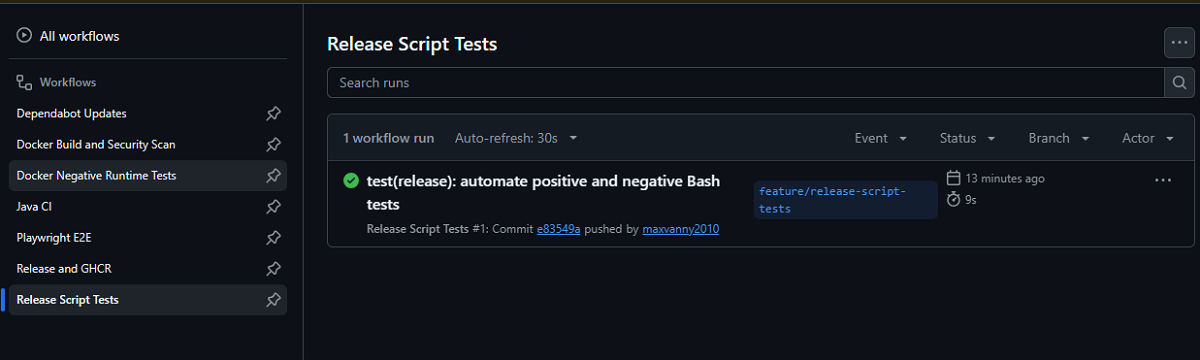 All workflows
Workflows
Dependabot Updates
Docker Build and Security Scan
Docker Negative Runtime Tests
Java CI
Playwright E2E
Release and GHCR
Release Script Tests
Release Script Tests
Search runs
1 workflow run Auto-refresh: 30s Event Status Branch Actor
test(release): automate positive and negative Bash
tests
Release Script Tests #1: Commit e83549a pushed by maxvanny2010
feature/release-script-
tests
13 minutes ago
9s